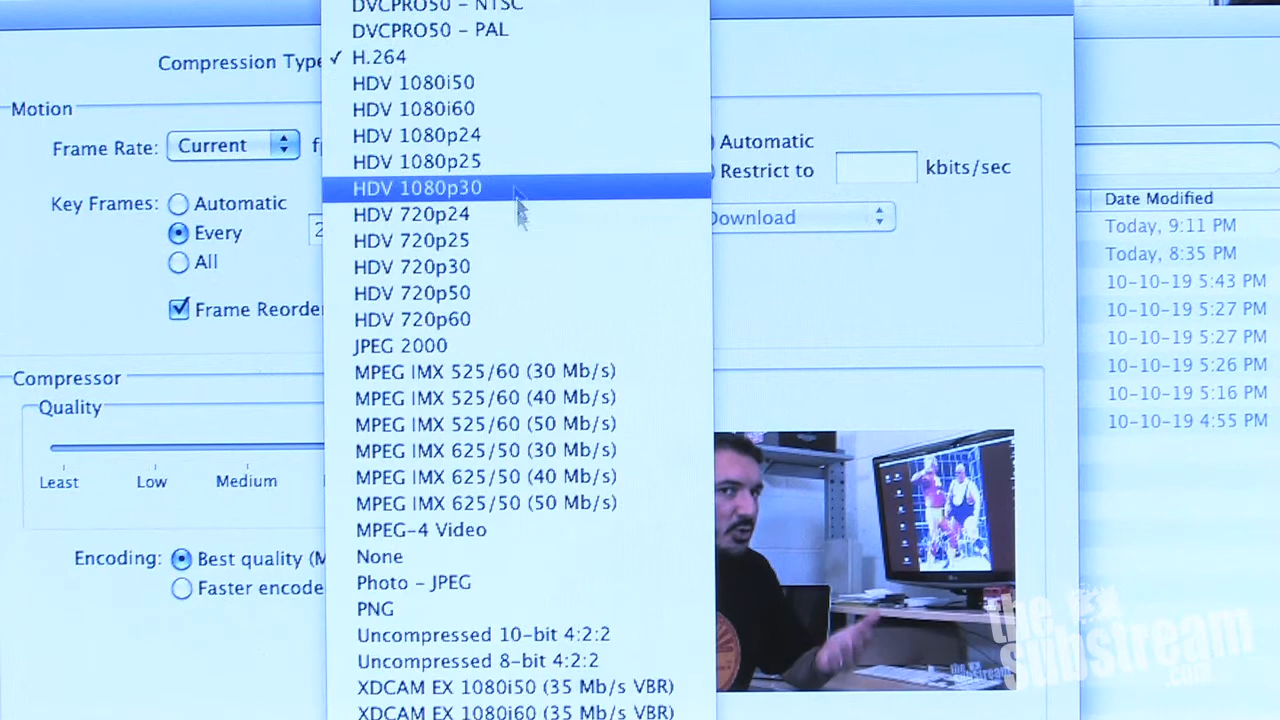 DVCPRO50 - NTSC
DVCPRO50 - PAL
Compression Type
✓ H.264
HDV 1080i50
Motion
HDV 1080i60
HDV 1080p24
Frame Rate: Current
Automatic
HDV 1080p25
Restrict to kbits/sec
HDV 1080p30
Key Frames: Automatic
Date Modified
HDV 720p24
Download
Every 2
Today, 9:11 PM
HDV 720p25
Today, 8:35 PM
All
HDV 720p30
10-10-19 5:43 PM
HDV 720p50
Frame Reorder
10-10-19 5:27 PM
HDV 720p60
10-10-19 5:27 PM
JPEG 2000
10-10-19 5:26 PM
Compressor
MPEG IMX 525/60 (30 Mb/s)
10-10-19 5:16 PM
Quality
MPEG IMX 525/60 (40 Mb/s)
10-10-19 4:55 PM
MPEG IMX 525/60 (50 Mb/s)
MPEG IMX 625/50 (30 Mb/s)
Least Low Medium
MPEG IMX 625/50 (40 Mb/s)
MPEG IMX 625/50 (50 Mb/s)
MPEG-4 Video
Encoding: Best quality (M
None
Faster encode
Photo - JPEG
PNG
Uncompressed 10-bit 4:2:2
Uncompressed 8-bit 4:2:2
XDCAM EX 1080i50 (35 Mb/s VBR)
XDCAM EX 1080i60 (35 Mb/s VBR)
the
substream
.com